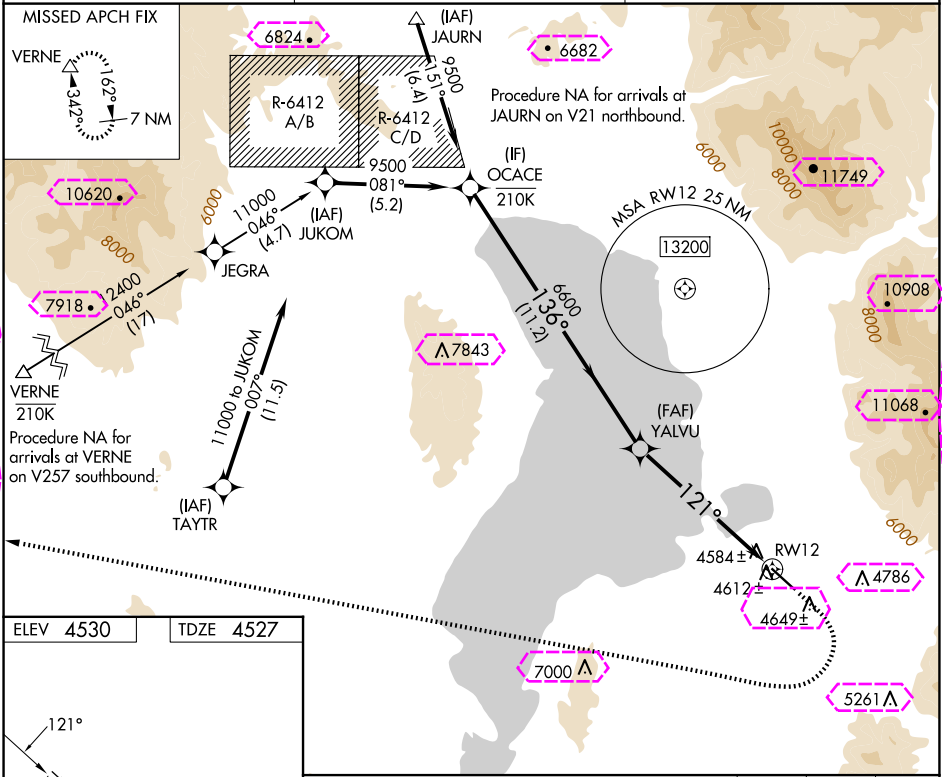 MISSED APCH FIX
VERNE
342°
162°
7 NM
6824
(IAF)
JAURN
9500
151°
(6.4)
6682
R-6412
A/B
R-6412
C/D
Procedure NA for arrivals at
JAURN on V21 northbound.
6000
10000
8000
11749
(IF)
OCACE
210K
9500
081°
(5.2)
(IAF)
JUKOM
10620
6000
8000
11000
046°
(4.7)
JEGRA
MSA RW12 25 NM
13200
7918
12400
046°
(17)
10908
8000
6600
136°
(11.2)
7843
VERNE
210K
Procedure NA for
arrivals at VERNE
on V257 southbound.
11000 to JUKOM
007°
(11.5)
11068
(FAF)
YALVU
(IAF)
TAYTR
121°
6000
4584±
RW12
4612±
4649±
4786
ELEV 4530
TDZE 4527
7000
5261
121°